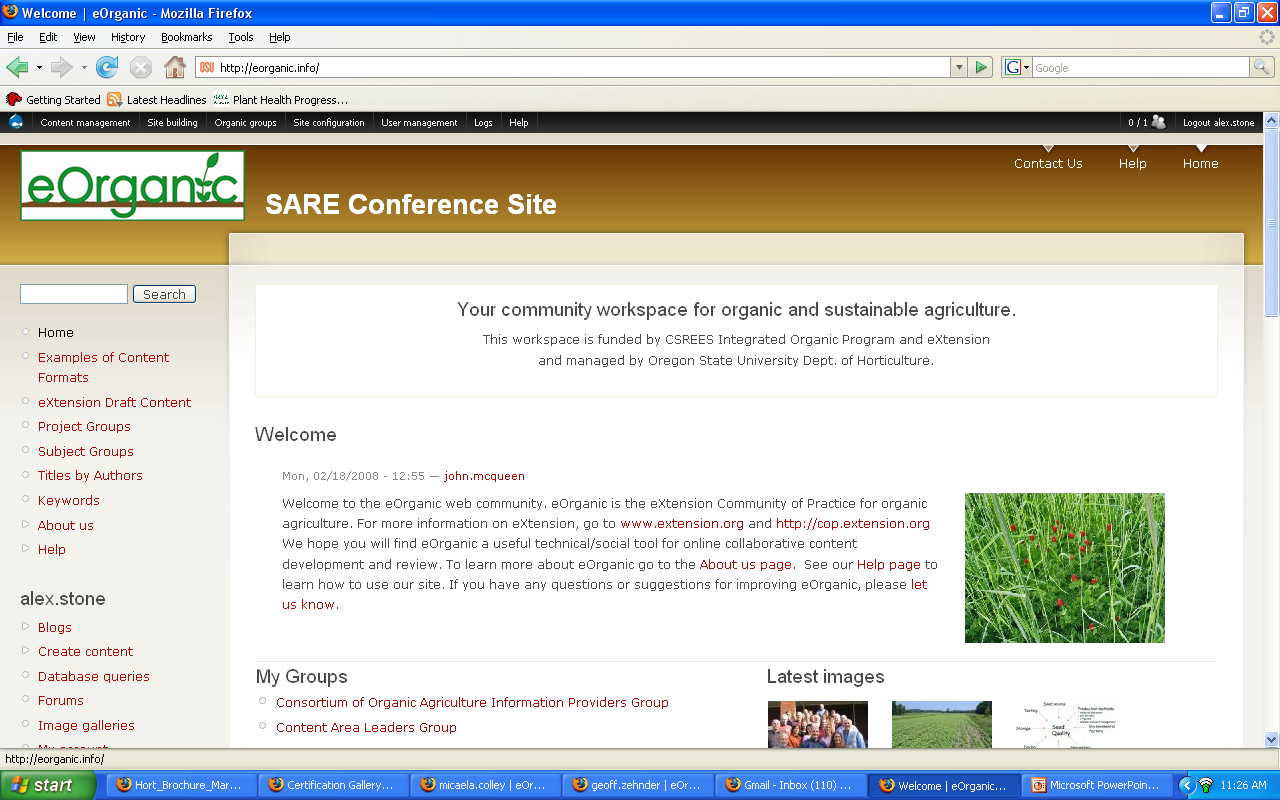 Welcome | eOrganic - Mozilla Firefox
File Edit View History Bookmarks Tools Help
OSU http://eorganic.info/ G Google
Getting Started Latest Headlines Plant Health Progress...
Content management Site building Organic groups Site configuration User management Logs Help 0 / 1 Logout alex.stone
Contact Us Help Home
eOrganic
SARE Conference Site
Search
Your community workspace for organic and sustainable agriculture.
This workspace is funded by CSREES Integrated Organic Program and eXtension
and managed by Oregon State University Dept. of Horticulture.
Home
Examples of Content
Formats
eXtension Draft Content
Project Groups
Subject Groups
Titles by Authors
Keywords
About us
Help
alex.stone
Blogs
Create content
Database queries
Forums
Image galleries
My account
Welcome
Mon, 02/18/2008 - 12:55 — john.mcqueen
Welcome to the eOrganic web community. eOrganic is the eXtension Community of Practice for organic
agriculture. For more information on eXtension, go to www.extension.org and http://cop.extension.org
We hope you will find eOrganic a useful technical/social tool for online collaborative content
development and review. To learn more about eOrganic go to the About us page. See our Help page to
learn how to use our site. If you have any questions or suggestions for improving eOrganic, please let
us know.
My Groups
Consortium of Organic Agriculture Information Providers Group
Content Area Leaders Group
Latest images
Seed source
Testing
Production methods
Storage
Seed
Quality
Environmental
factors
http://eorganic.info/
start Hort_Brochure_Mar... Certification Gallery... micaela.colley | eOr... geoff.zehnder | eOr... Gmail - Inbox (110) ... Welcome | eOrganic... Microsoft PowerPoin... 11:26 AM